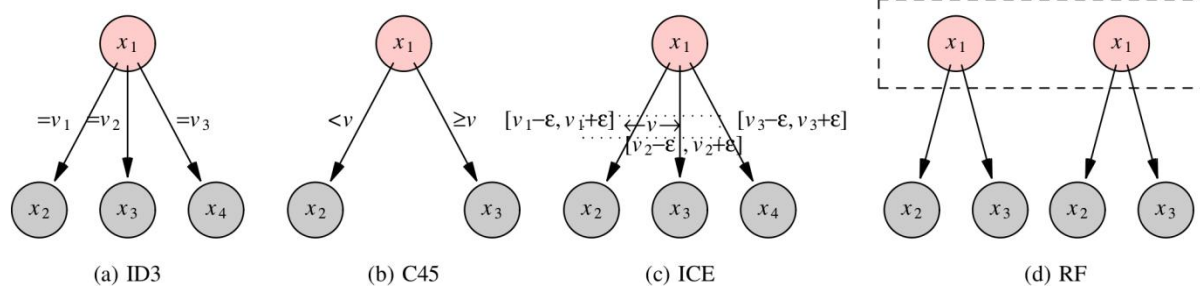 x1 x1 x1 x1 x1
=v1 =v2 =v3 <v ≥v [v1−ε, v1+ε] v [v3−ε, v3+ε]
[v2−ε, v2+ε]
x2 x3 x4 x2 x3 x2 x3 x4 x2 x3 x2 x3
(a) ID3 (b) C45 (c) ICE (d) RF